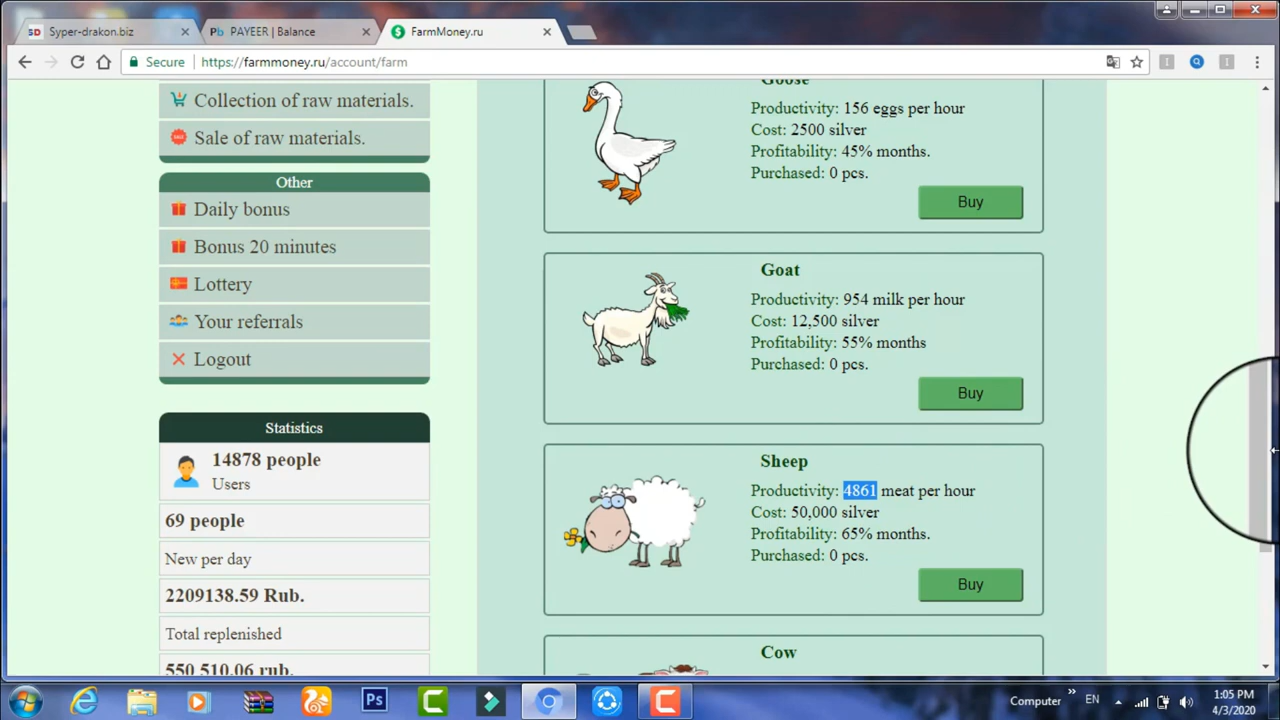 SD Syper-drakon.biz
Pb PAYEER | Balance
FarmMoney.ru
Secure
https://farmmoney.ru/account/farm
Collection of raw materials.
Sale of raw materials.
Other
Daily bonus
Bonus 20 minutes
Lottery
Your referrals
Logout
Statistics
14878 people
Users
69 people
New per day
2209138.59 Rub.
Total replenished
550 510.06 rub.
Goose
Productivity: 156 eggs per hour
Cost: 2500 silver
Profitability: 45% months.
Purchased: 0 pcs.
Buy
Goat
Productivity: 954 milk per hour
Cost: 12,500 silver
Profitability: 55% months
Purchased: 0 pcs.
Buy
Sheep
Productivity: 4861 meat per hour
Cost: 50,000 silver
Profitability: 65% months.
Purchased: 0 pcs.
Buy
Cow
Ps
Computer
EN
1:05 PM
4/3/2020